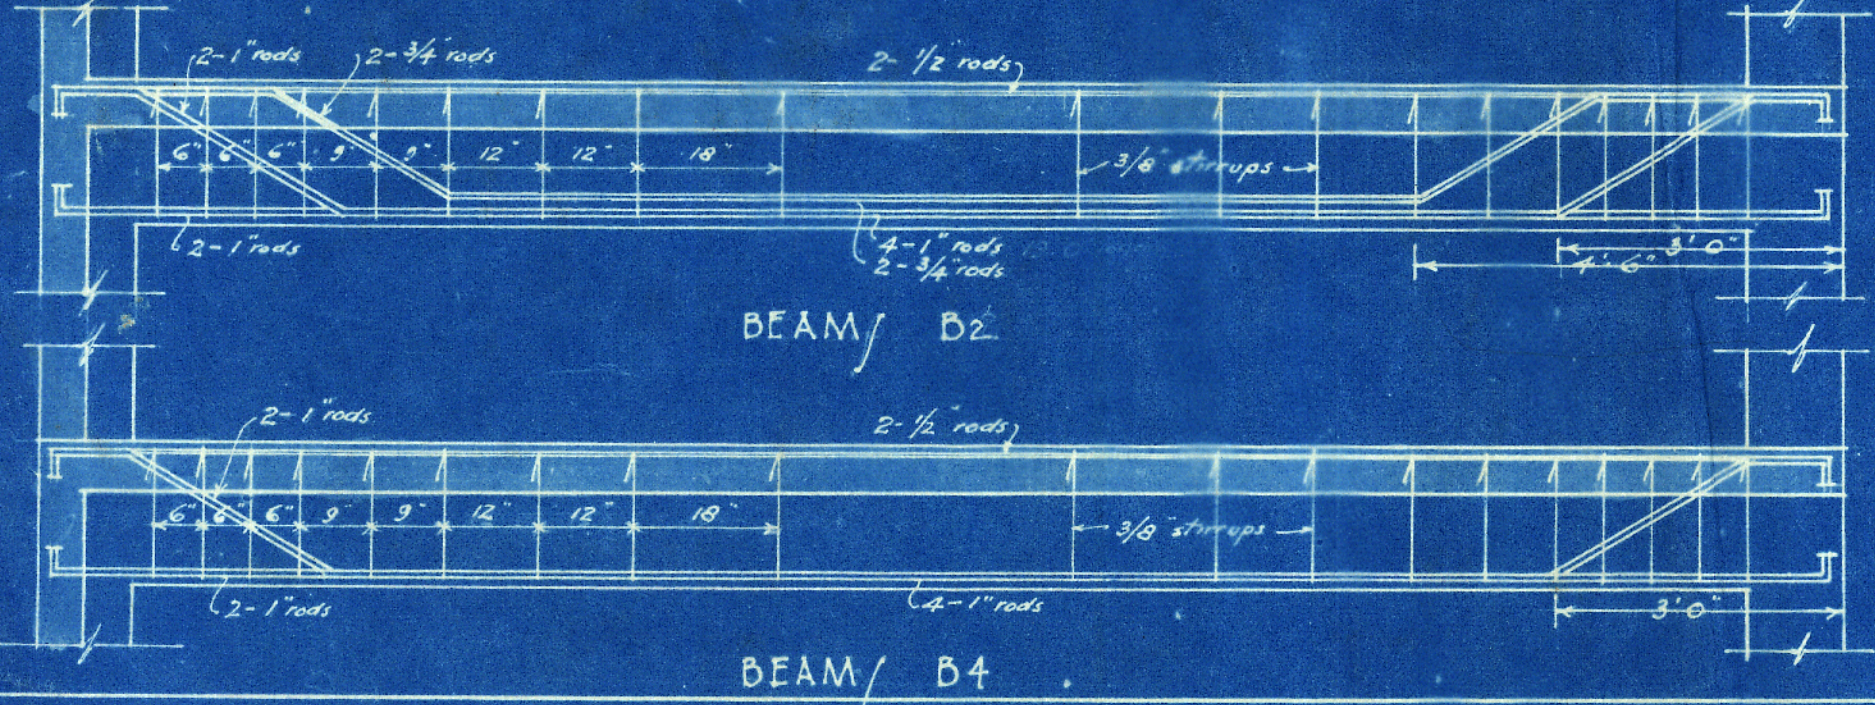 2-1" rods 2-3/4" rods 2-1/2" rods
6" 6" 6" 9" 9" 12" 12" 18" 3/8" stirrups
2-1" rods 4-1" rods 3'-0"
2-3/4" rods 4'-6"
BEAM/ B2
2-1" rods 2-1/2" rods
6" 6" 6" 9" 9" 12" 12" 18" 3/8" stirrups
2-1" rods 4-1" rods 3'-0"
BEAM/ B4